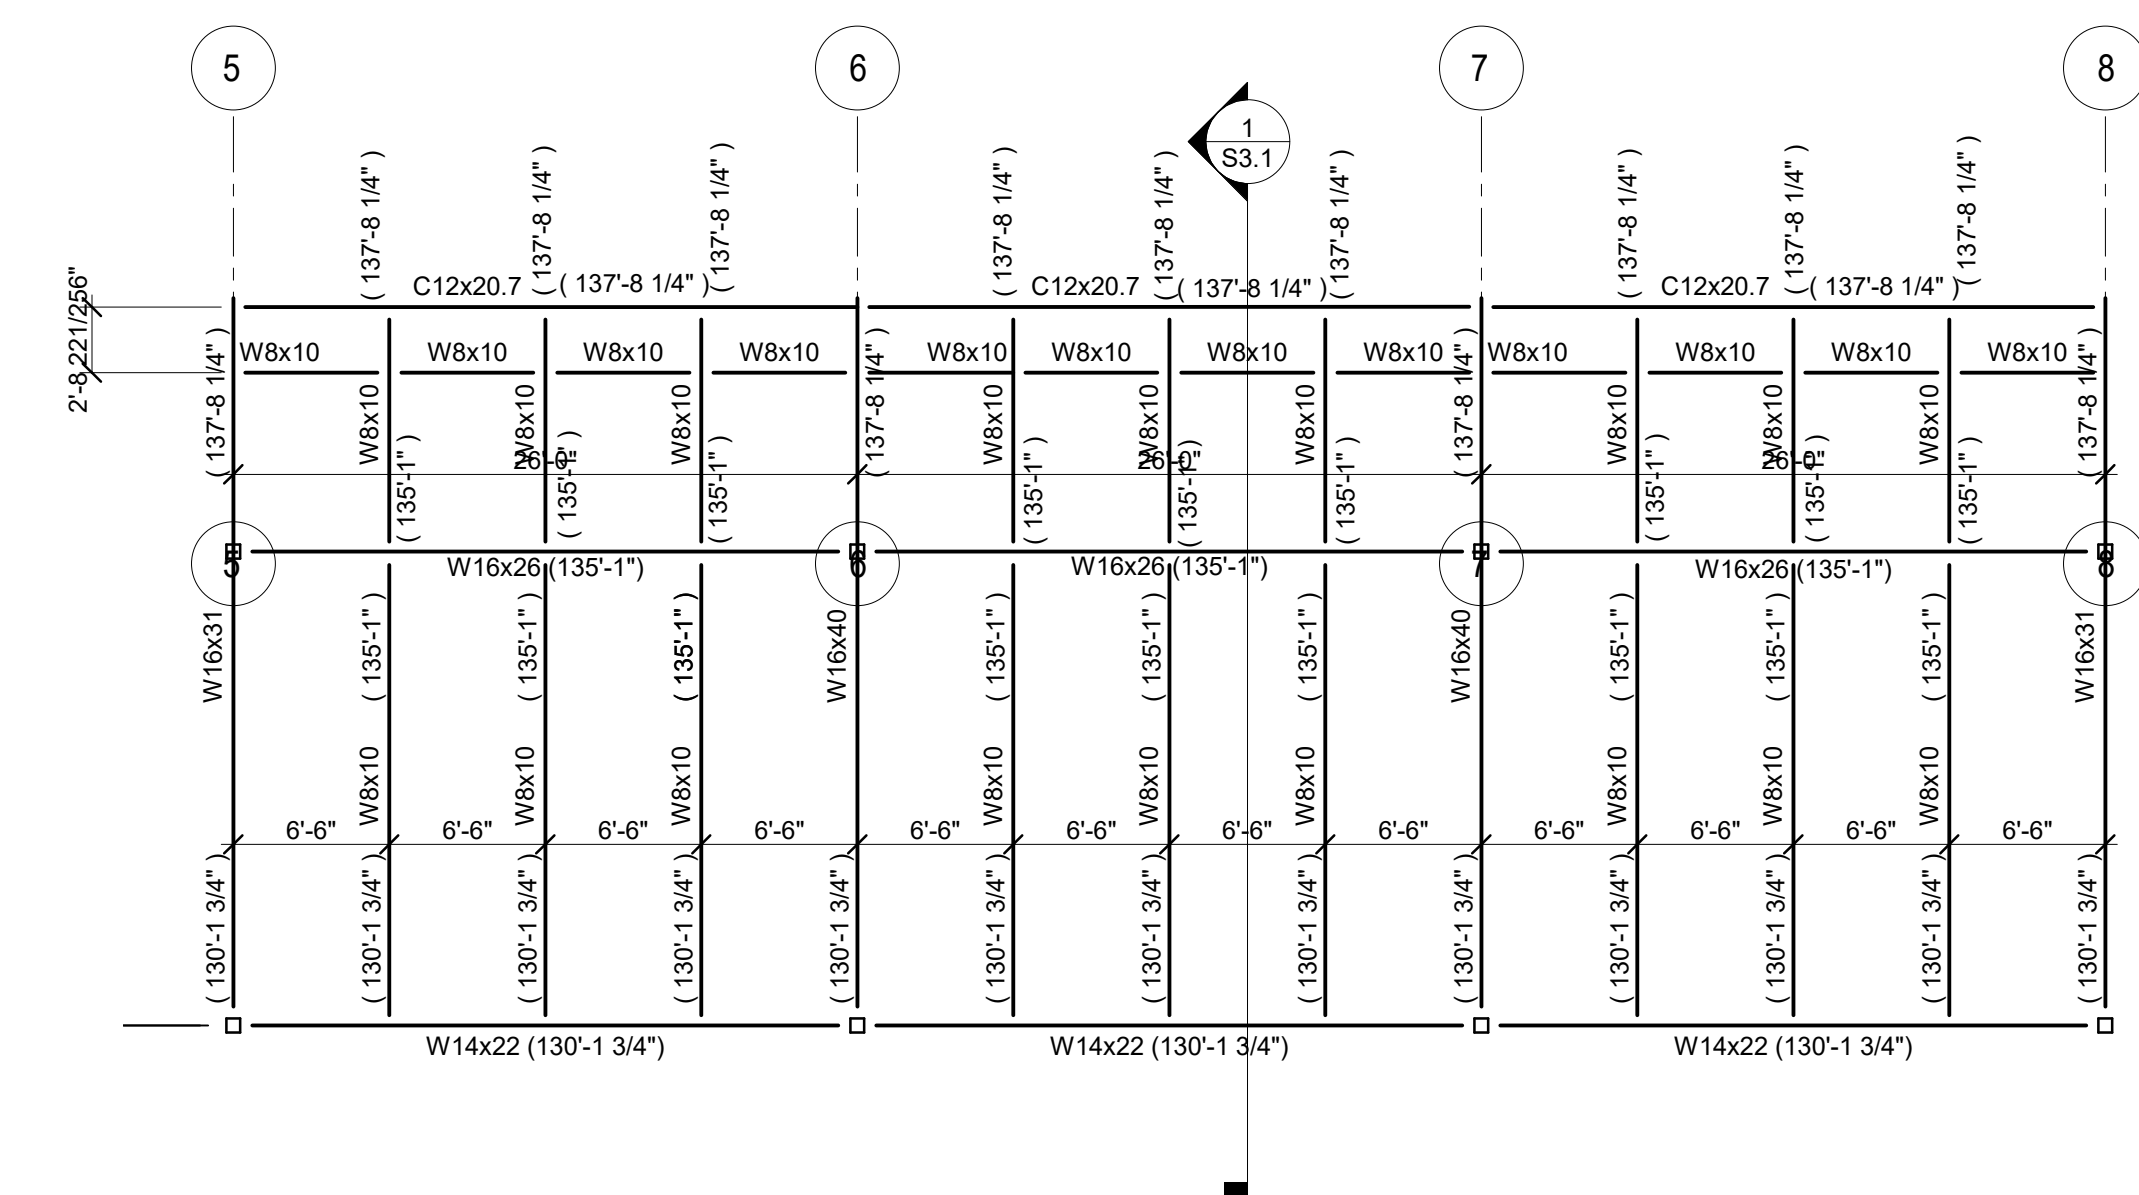 5
6
7
8
1
S3.1
( 137'-8 1/4" )
( 137'-8 1/4" )
( 137'-8 1/4" )
( 137'-8 1/4" )
( 137'-8 1/4" )
( 137'-8 1/4" )
( 137'-8 1/4" )
( 137'-8 1/4" )
( 137'-8 1/4" )
C12x20.7 ( 137'-8 1/4" )
C12x20.7 ( 137'-8 1/4" )
C12x20.7 ( 137'-8 1/4" )
2'-8 221/256"
W8x10
W8x10
W8x10
W8x10
W8x10
W8x10
W8x10
W8x10
W8x10
W8x10
W8x10
W8x10
( 137'-8 1/4" )
( 137'-8 1/4" )
( 137'-8 1/4" )
( 137'-8 1/4" )
W8x10
W8x10
W8x10
W8x10
W8x10
W8x10
W8x10
W8x10
W8x10
26'-0"
26'-0"
26'-0"
( 135'-1" )
( 135'-1" )
( 135'-1" )
( 135'-1" )
( 135'-1" )
( 135'-1" )
( 135'-1" )
( 135'-1" )
( 135'-1" )
5
6
7
8
W16x26 (135'-1")
W16x26 (135'-1")
W16x26 (135'-1")
W16x31
( 135'-1" )
( 135'-1" )
( 135'-1" )
W16x40
( 135'-1" )
( 135'-1" )
( 135'-1" )
W16x40
( 135'-1" )
( 135'-1" )
( 135'-1" )
W16x31
W8x10
W8x10
W8x10
W8x10
W8x10
W8x10
W8x10
W8x10
W8x10
6'-6"
6'-6"
6'-6"
6'-6"
6'-6"
6'-6"
6'-6"
6'-6"
6'-6"
6'-6"
6'-6"
6'-6"
( 130'-1 3/4" )
( 130'-1 3/4" )
( 130'-1 3/4" )
( 130'-1 3/4" )
( 130'-1 3/4" )
( 130'-1 3/4" )
( 130'-1 3/4" )
( 130'-1 3/4" )
( 130'-1 3/4" )
( 130'-1 3/4" )
( 130'-1 3/4" )
( 130'-1 3/4" )
( 130'-1 3/4" )
W14x22 (130'-1 3/4")
W14x22 (130'-1 3/4")
W14x22 (130'-1 3/4")